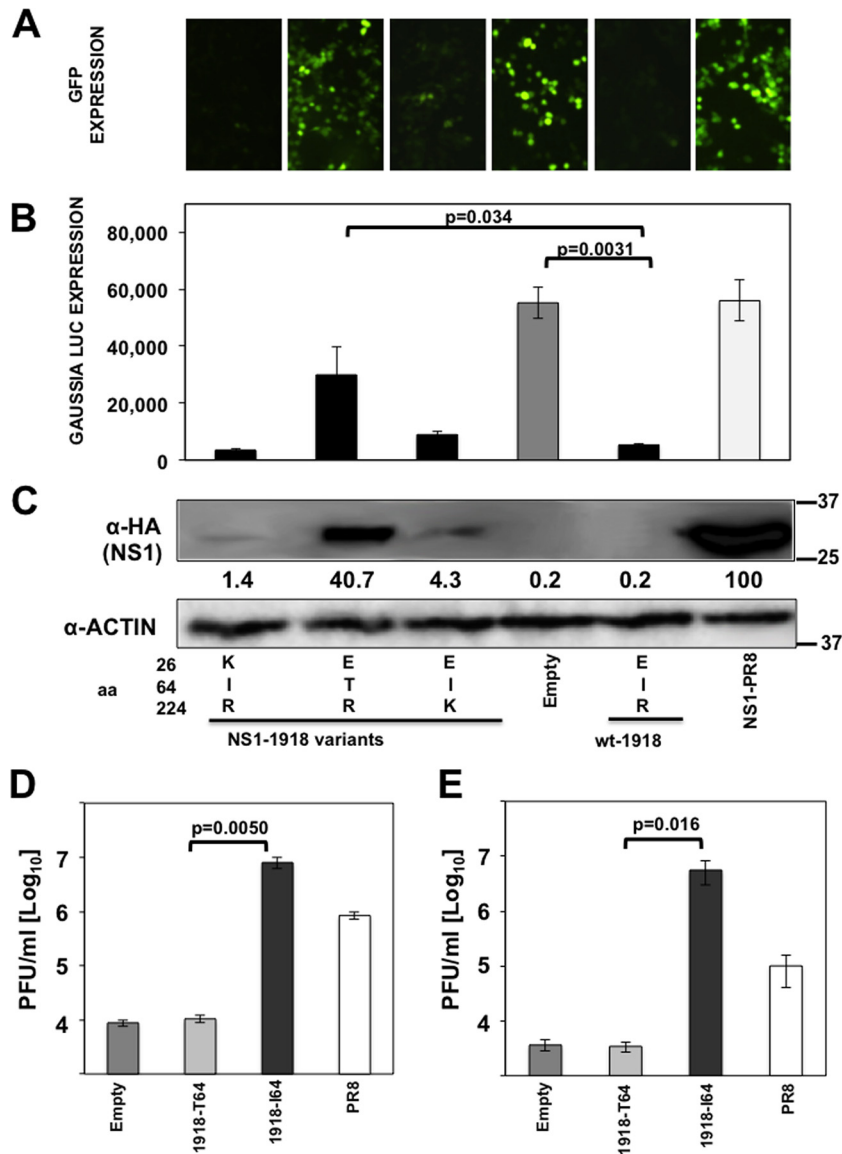 A
GFP
EXPRESSION
B
GAUSSIA LUC EXPRESSION
80,000
60,000
40,000
20,000
0
p=0.034
p=0.0031
C
α-HA
(NS1)
37
25
1.4 40.7 4.3 0.2 0.2 100
α-ACTIN
37
aa
26 K E E E
64 I T I I
224 R R K R
Empty
NS1-PR8
NS1-1918 variants
wt-1918
D
PFU/ml [Log10]
7
6
5
4
p=0.0050
Empty
1918-T64
1918-I64
PR8
E
PFU/ml [Log10]
7
6
5
4
p=0.016
Empty
1918-T64
1918-I64
PR8